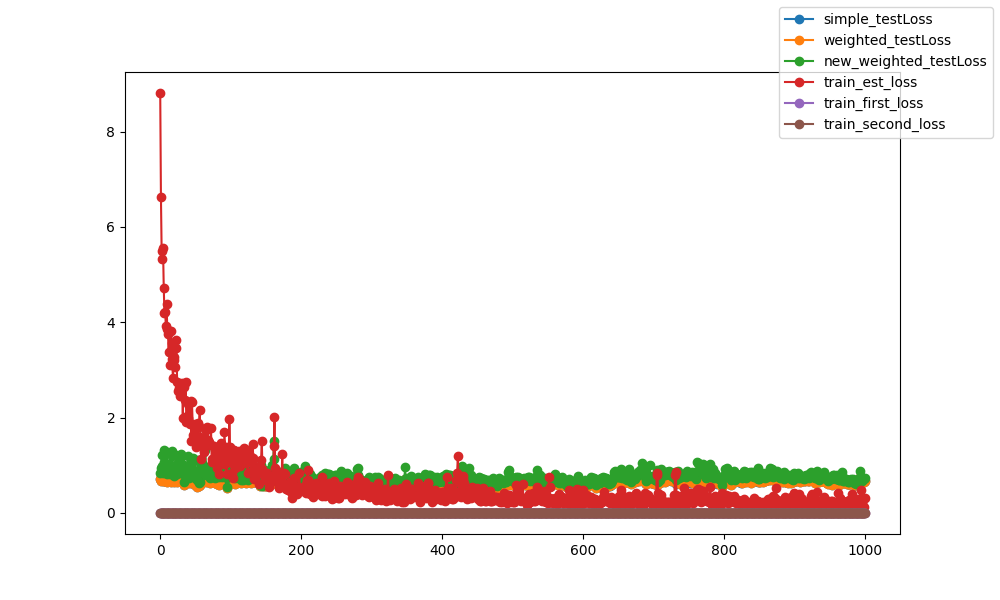 simple_testLoss
weighted_testLoss
new_weighted_testLoss
train_est_loss
train_first_loss
train_second_loss
8
6
4
2
0
0 200 400 600 800 1000